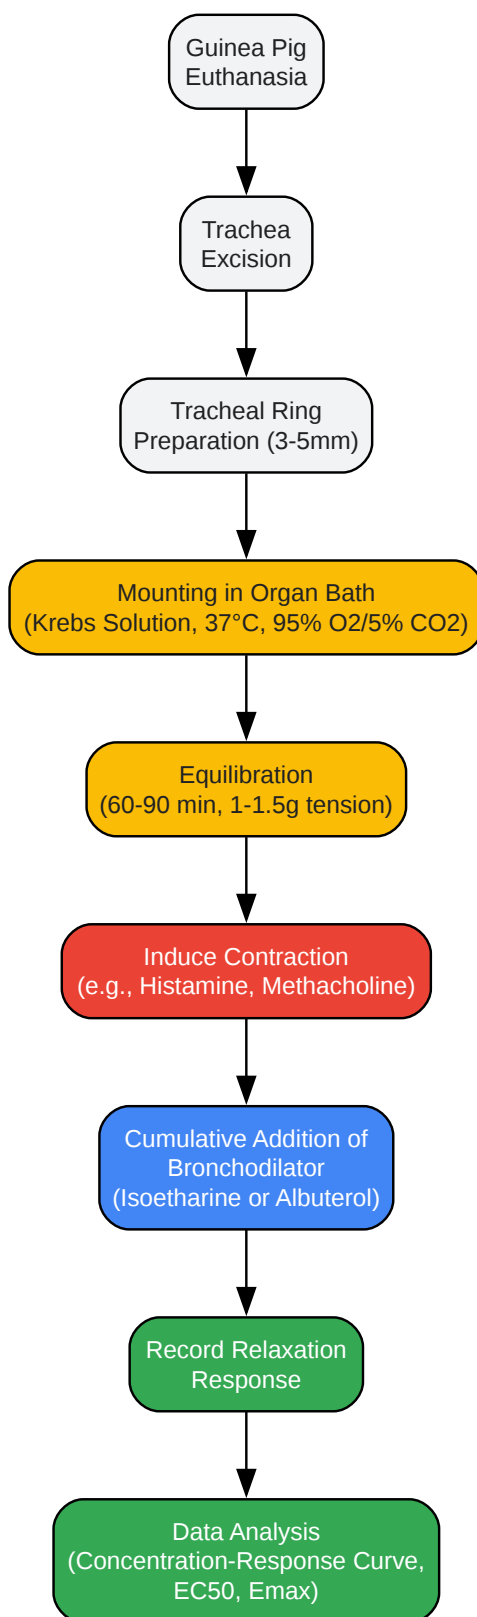 Guinea Pig
Euthanasia
Trachea
Excision
Tracheal Ring
Preparation (3-5mm)
Mounting in Organ Bath
(Krebs Solution, 37°C, 95% O2/5% CO2)
Equilibration
(60-90 min, 1-1.5g tension)
Induce Contraction
(e.g., Histamine, Methacholine)
Cumulative Addition of
Bronchodilator
(Isoetharine or Albuterol)
Record Relaxation
Response
Data Analysis
(Concentration-Response Curve,
EC50, Emax)